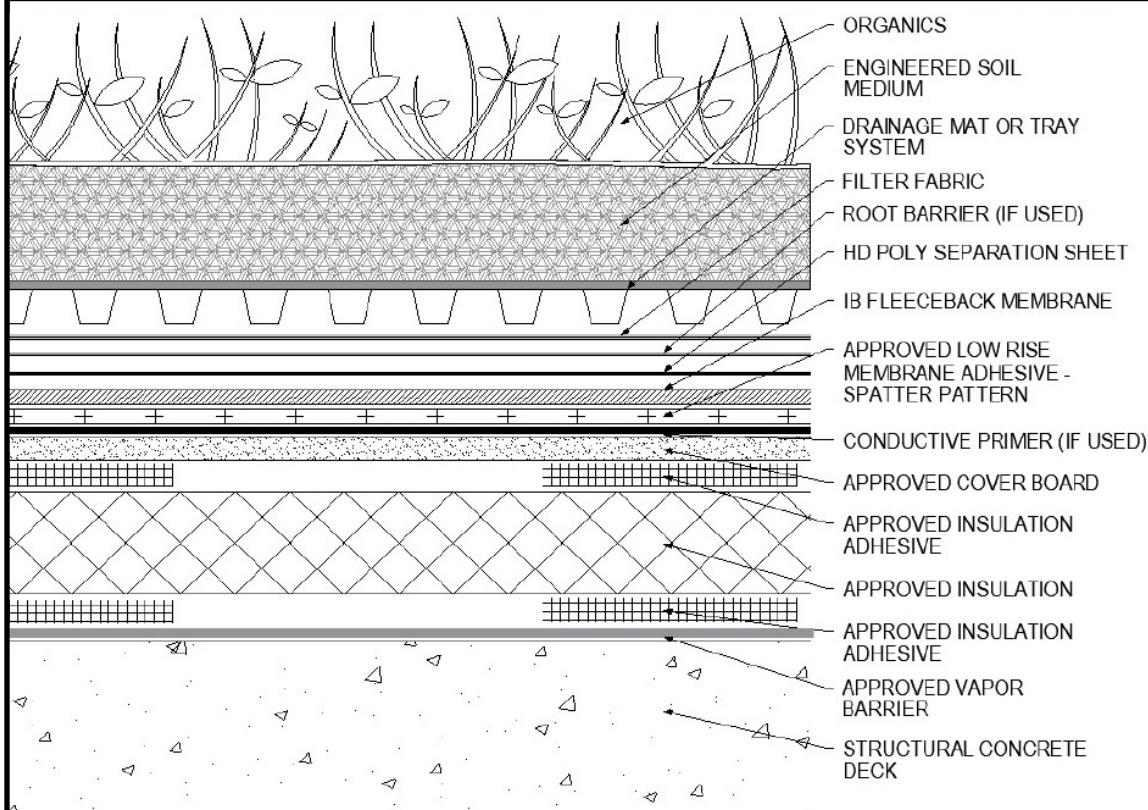 ORGANICS
ENGINEERED SOIL
MEDIUM
DRAINAGE MAT OR TRAY
SYSTEM
FILTER FABRIC
ROOT BARRIER (IF USED)
HD POLY SEPARATION SHEET
IB FLEECEBACK MEMBRANE
APPROVED LOW RISE
MEMBRANE ADHESIVE -
SPATTER PATTERN
CONDUCTIVE PRIMER (IF USED)
APPROVED COVER BOARD
APPROVED INSULATION
ADHESIVE
APPROVED INSULATION
APPROVED INSULATION
ADHESIVE
APPROVED VAPOR
BARRIER
STRUCTURAL CONCRETE
DECK